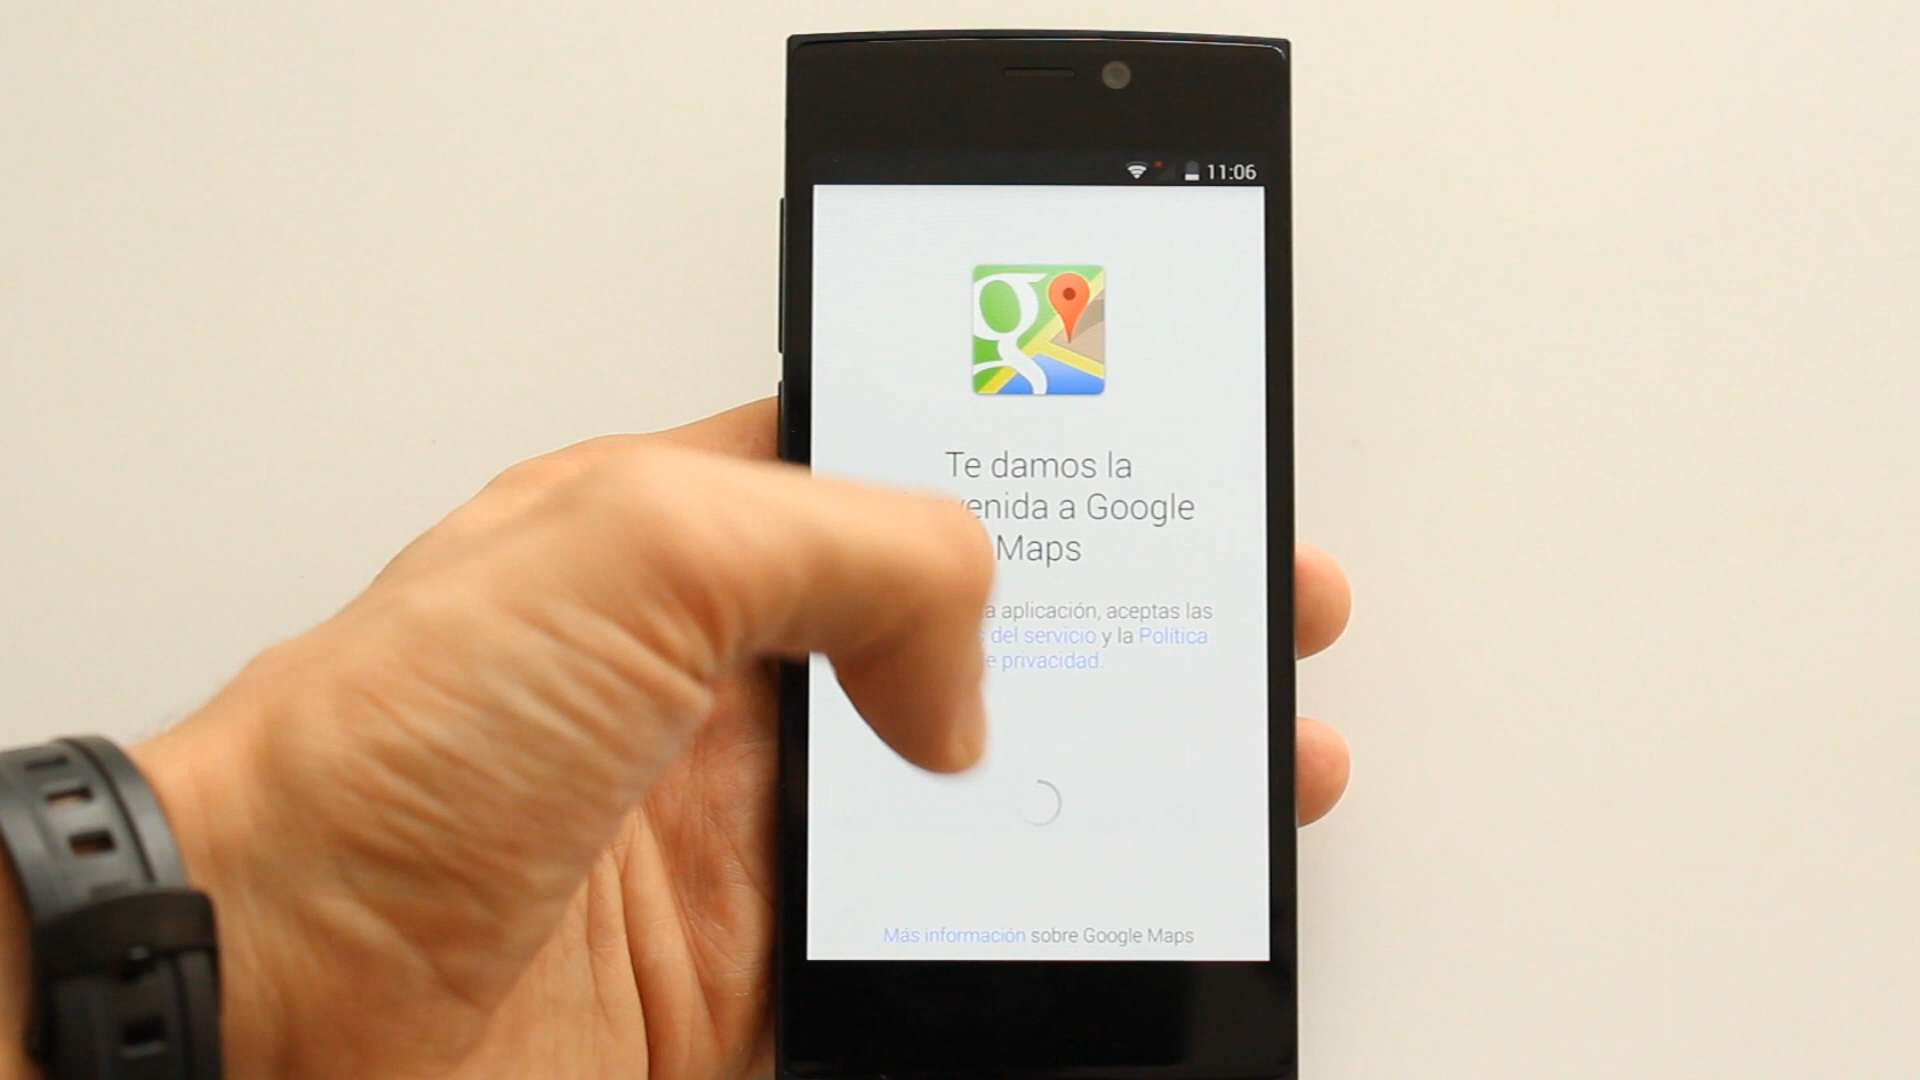 11:06
g
Te damos la
venida a Google
Maps
a aplicación, aceptas las
s del servicio y la Política
e privacidad.
Más información sobre Google Maps